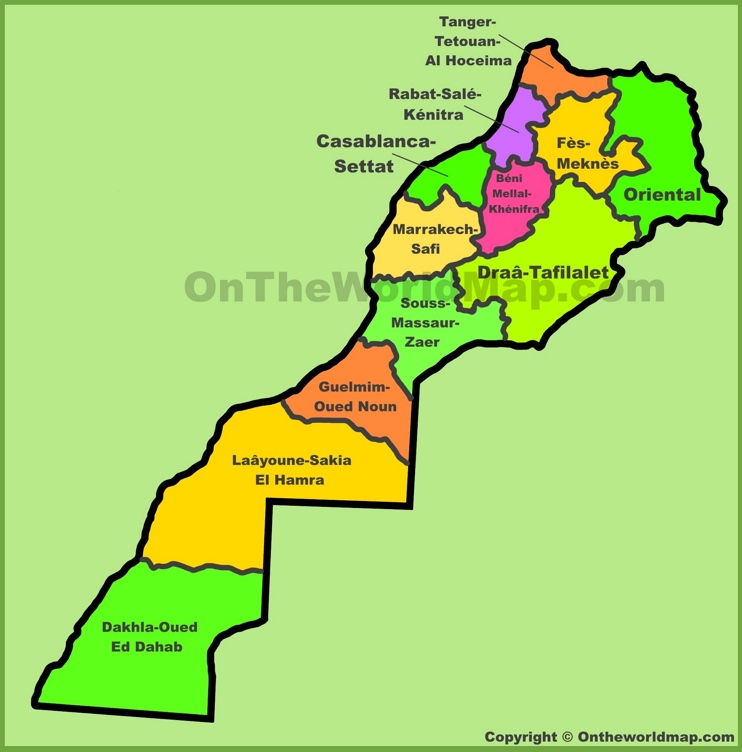 Tanger-
Tetouan-
Al Hoceima
Rabat-Salé-
Kénitra
Casablanca-
Settat
Fès-
Meknès
Béni
Mellal-
Khénifra
Oriental
Marrakech-
Safi
Draâ-Tafilalet
OnTheWorldMap.com
Souss-
Massaur-
Zaer
Guelmim-
Oued Noun
Laâyoune-Sakia
El Hamra
Dakhla-Oued
Ed Dahab
Copyright © Ontheworldmap.com